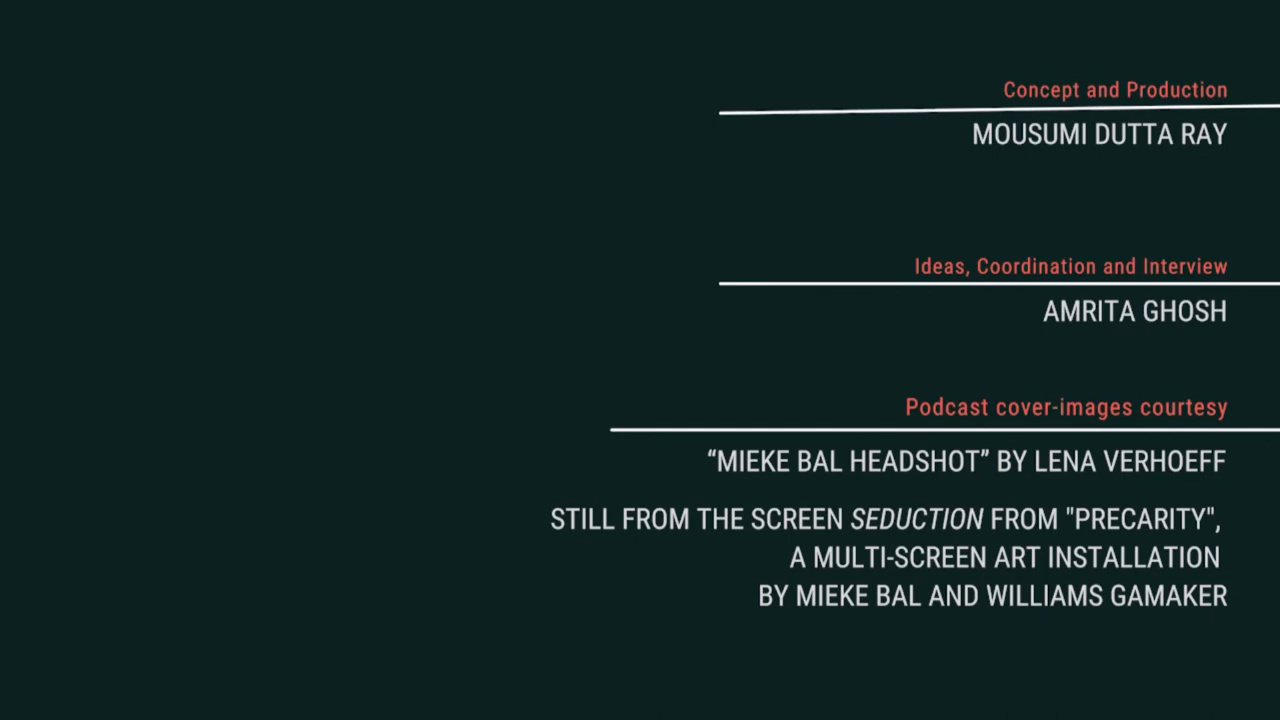 Concept and Production
MOUSUMI DUTTA RAY
Ideas, Coordination and Interview
AMRITA GHOSH
Podcast cover-images courtesy
“MIEKE BAL HEADSHOT” BY LENA VERHOEFF
STILL FROM THE SCREEN SEDUCTION FROM "PRECARITY",
A MULTI-SCREEN ART INSTALLATION
BY MIEKE BAL AND WILLIAMS GAMAKER